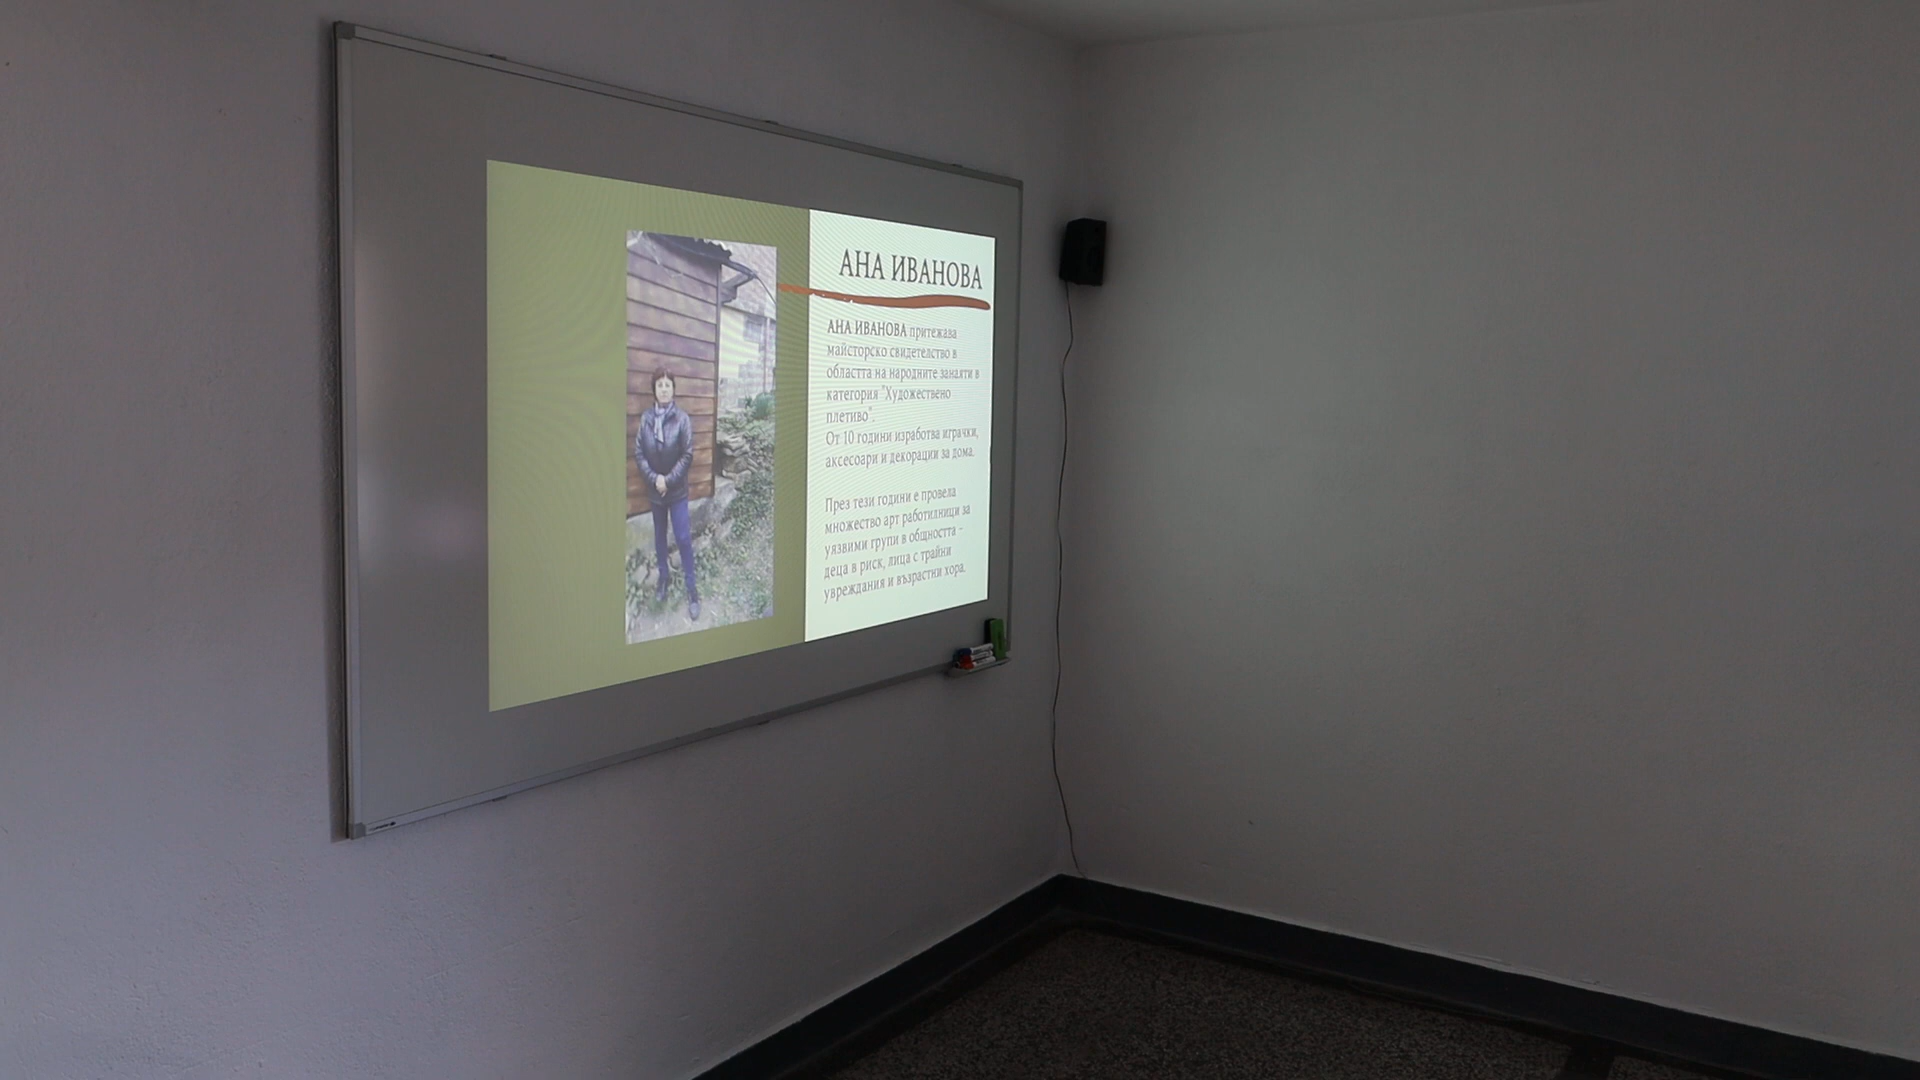 АНА ИВАНОВА
АНА ИВАНОВА притежава
майсторско свидетелство в
областта на народните занаяти в
категория "Художествено
плетиво".
От 10 години изработва играчки,
аксесоари и декорации за дома.
През тези години е провела
множество арт работилници за
уязвими групи в общността -
деца в риск, лица с трайни
увреждания и възрастни хора.